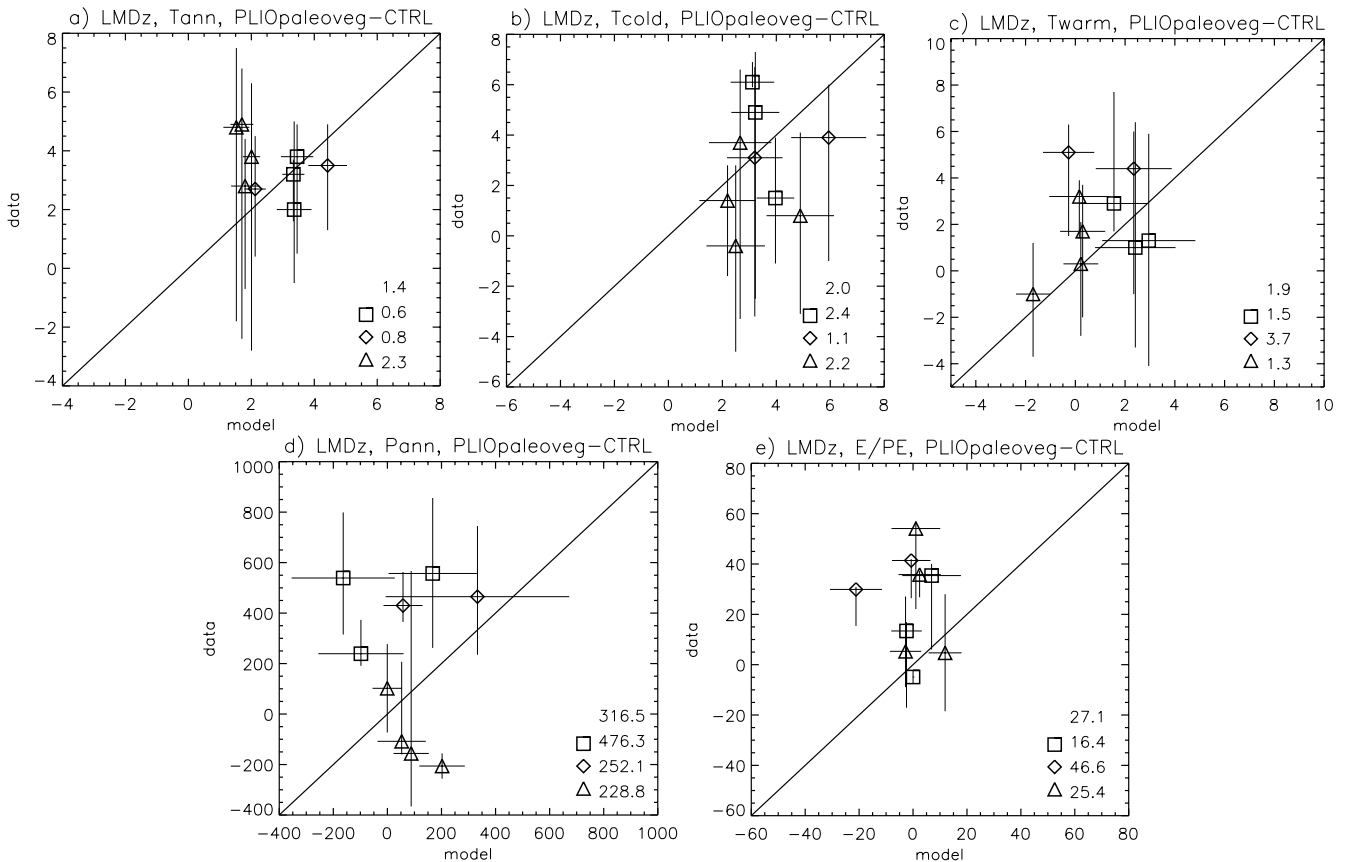 a) LMDz, Tann, PLIOpaleoveg−CTRL
8
6
4
2
0
−2
−4
data
−4 −2 0 2 4 6 8
model
1.4
0.6
0.8
2.3
b) LMDz, Tcold, PLIOpaleoveg−CTRL
8
6
4
2
0
−2
−4
−6
data
−6 −4 −2 0 2 4 6 8
model
2.0
2.4
1.1
2.2
c) LMDz, Twarm, PLIOpaleoveg−CTRL
10
8
6
4
2
0
−2
−4
data
−4 −2 0 2 4 6 8 10
model
1.9
1.5
3.7
1.3
d) LMDz, Pann, PLIOpaleoveg−CTRL
1000
800
600
400
200
0
−200
−400
data
−400 −200 0 200 400 600 800 1000
model
316.5
476.3
252.1
228.8
e) LMDz, E/PE, PLIOpaleoveg−CTRL
80
60
40
20
0
−20
−40
−60
data
−60 −40 −20 0 20 40 60 80
model
27.1
16.4
46.6
25.4